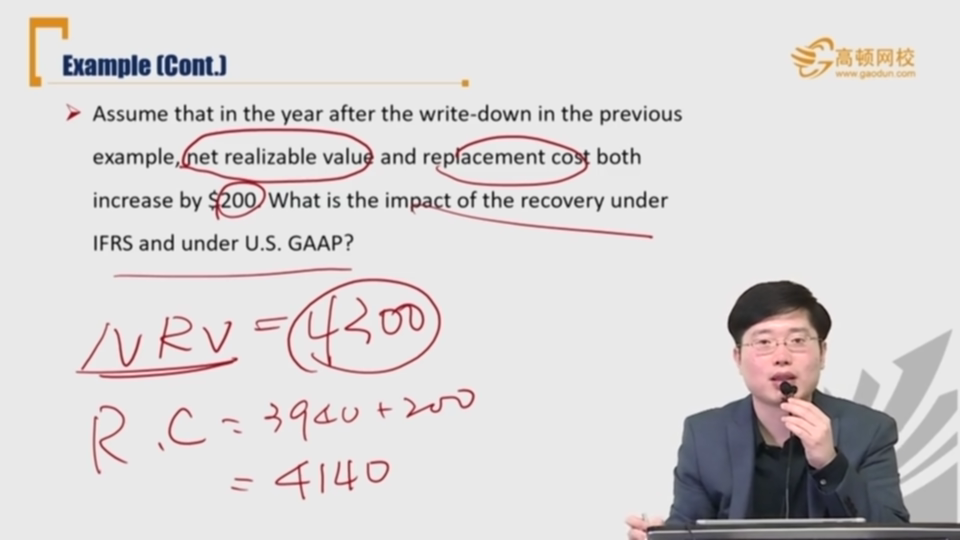 Example (Cont.)
高顿网校
www.gaodun.com
Assume that in the year after the write-down in the previous
example, net realizable value and replacement cost both
increase by $200. What is the impact of the recovery under
IFRS and under U.S. GAAP?
NRV = 4200
R.C = 3940+200
= 4140